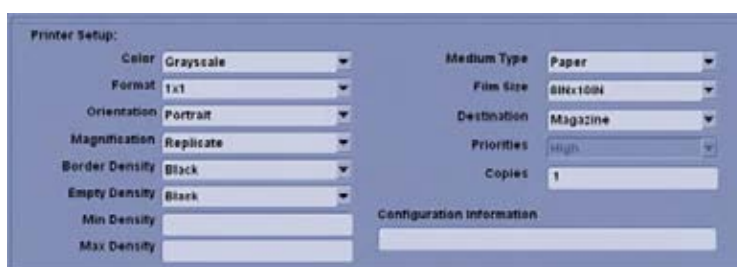 Printer Setup:
Color Grayscale
Format 1x1
Orientation Portrait
Magnification Replicate
Border Density Black
Empty Density Black
Min Density
Max Density
Medium Type Paper
Film Size 8INx10IN
Destination Magazine
Priorities High
Copies 1
Configuration Information